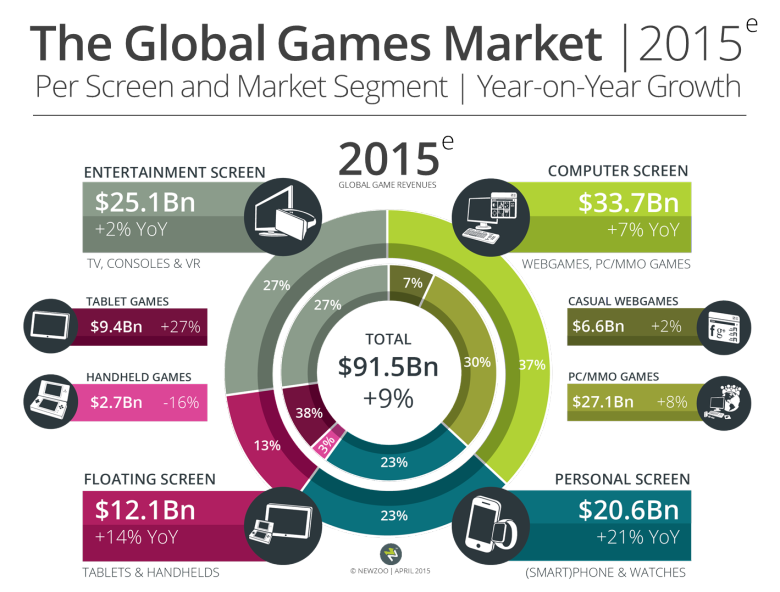 The Global Games Market | 2015e
Per Screen and Market Segment | Year-on-Year Growth
2015e
GLOBAL GAME REVENUES
ENTERTAINMENT SCREEN
$25.1Bn
+2% YoY
TV, CONSOLES & VR
COMPUTER SCREEN
$33.7Bn
+7% YoY
WEBGAMES, PC/MMO GAMES
TABLET GAMES
$9.4Bn +27%
HANDHELD GAMES
$2.7Bn -16%
CASUAL WEBGAMES
$6.6Bn +2%
f g+
PC/MMO GAMES
$27.1Bn +8%
27%
27%
7%
30%
37%
TOTAL
$91.5Bn
+9%
38%
3%
13%
23%
23%
FLOATING SCREEN
$12.1Bn
+14% YoY
TABLETS & HANDHELDS
PERSONAL SCREEN
$20.6Bn
+21% YoY
(SMART)PHONE & WATCHES
© NEWZOO | APRIL 2015